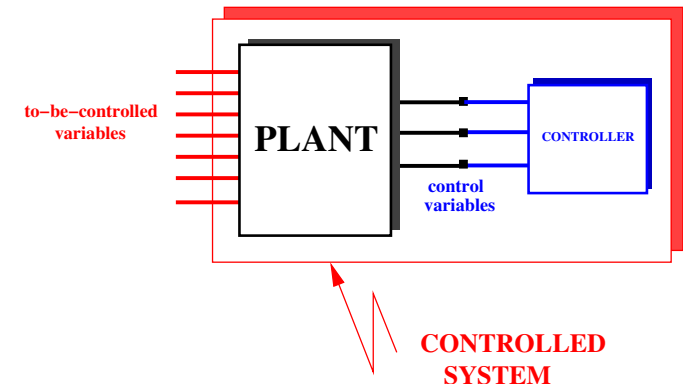 to−be−controlled
variables
PLANT
CONTROLLER
control
variables
CONTROLLED
SYSTEM